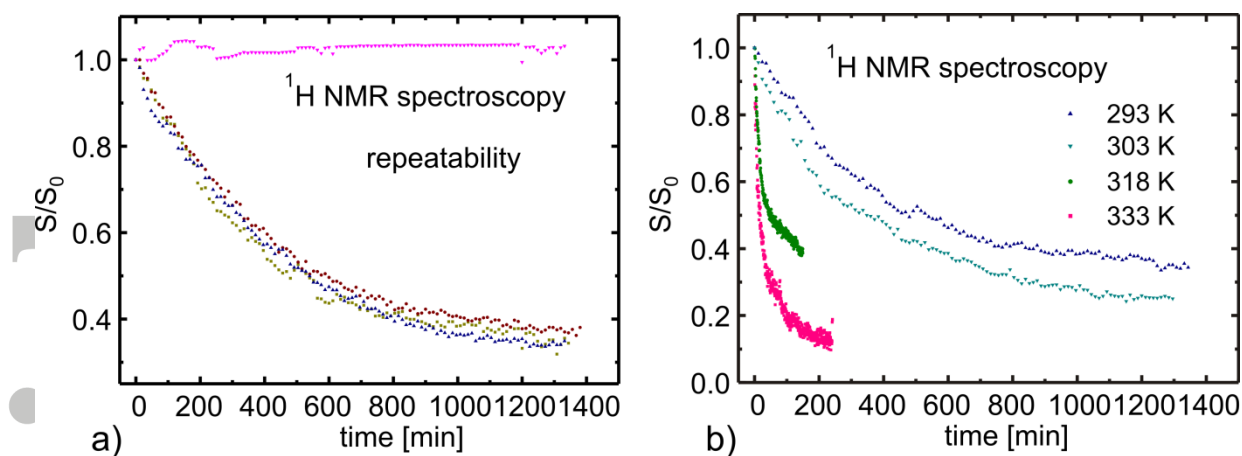 1.0
0.8
0.6
0.4
S/S₀
¹H NMR spectroscopy
repeatability
0 200 400 600 800 1000 1200 1400
time [min]
a)
1.0
0.8
0.6
0.4
0.2
0.0
S/S₀
¹H NMR spectroscopy
293 K
303 K
318 K
333 K
0 200 400 600 800 1000 1200 1400
time [min]
b)